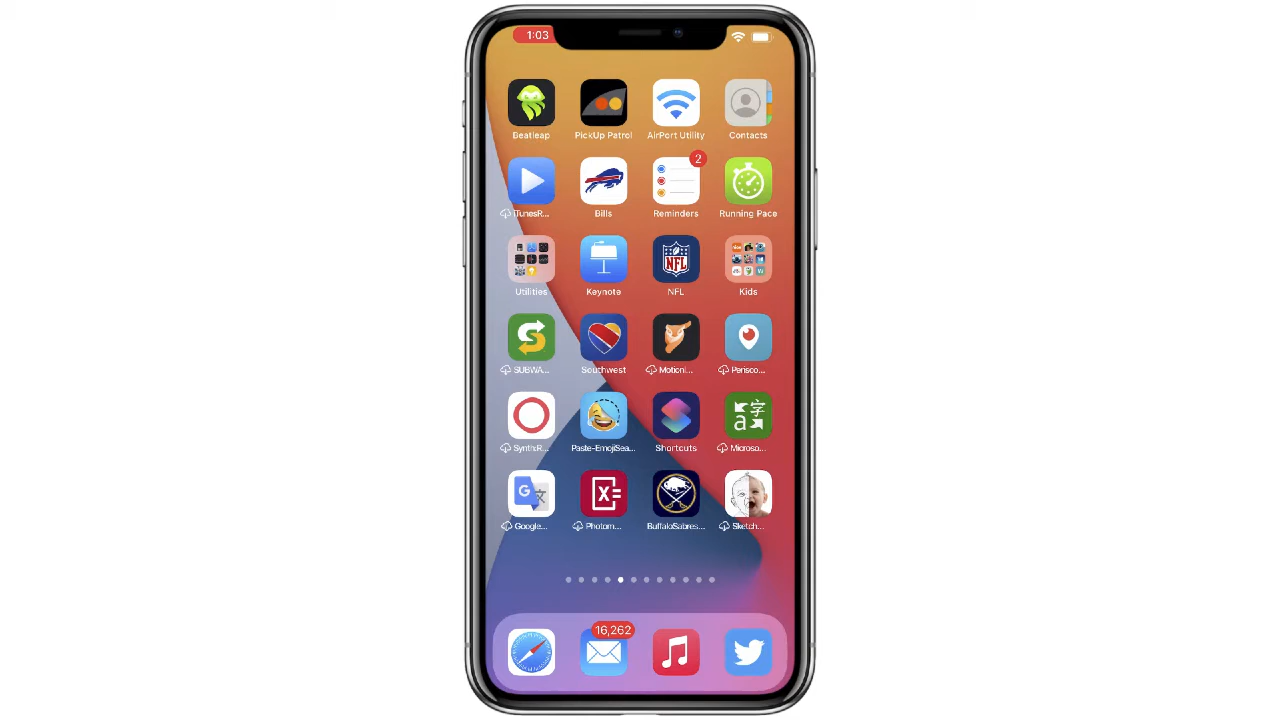 1:03
Beatleap PickUp Patrol AirPort Utility Contacts
2
iTunesR... Bills Reminders Running Pace
Utilities Keynote NFL Kids
SUBWA... Southwest Motioni... Perisco...
SynthR... Paste-EmojiSea... Shortcuts Microso...
Google... Photom... BuffaloSabres... Sketch...
16,262